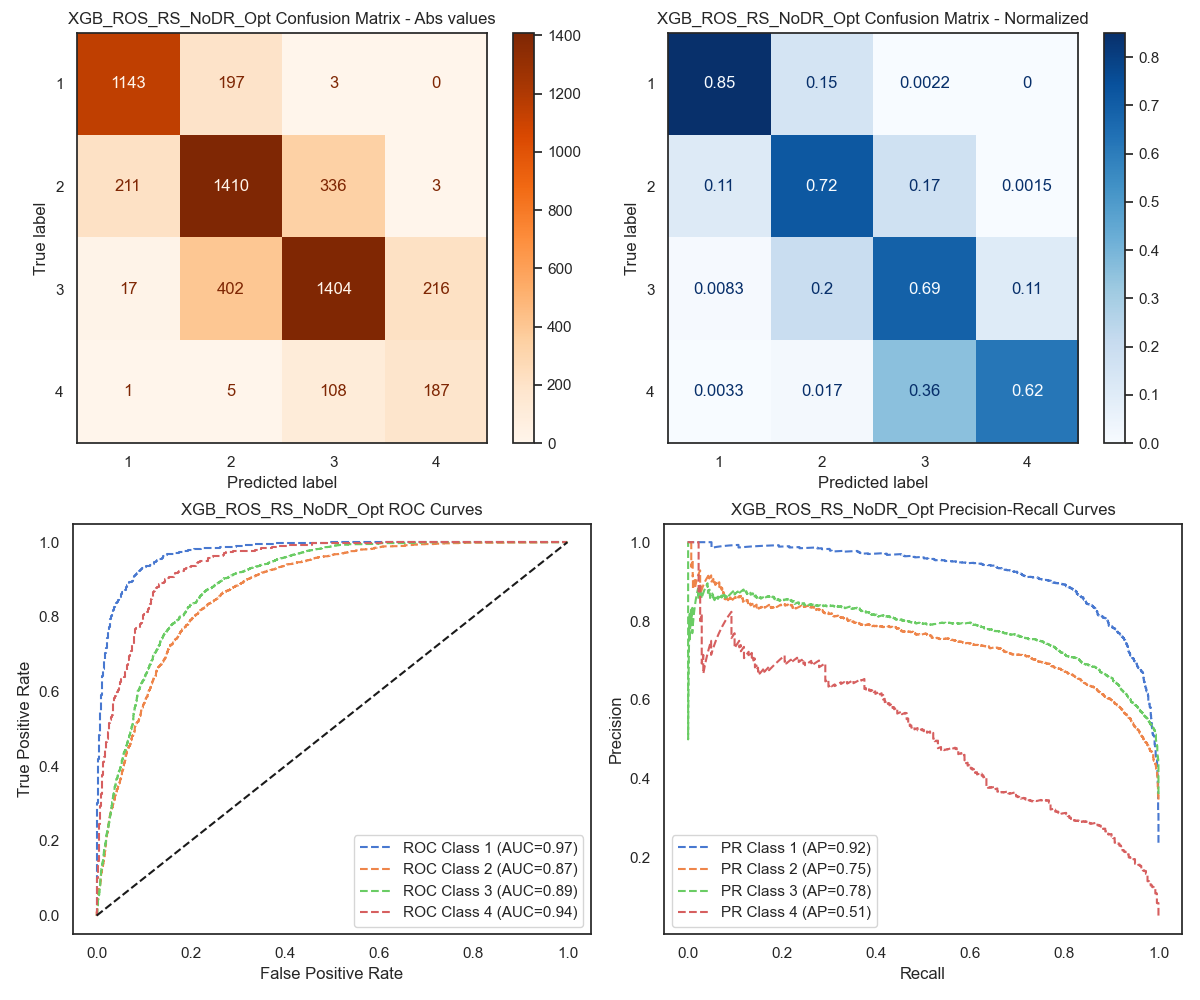 XGB_ROS_RS_NoDR_Opt Confusion Matrix - Abs values
1143 197 3 0
211 1410 336 3
17 402 1404 216
1 5 108 187
1
2
3
4
True label
1 2 3 4
Predicted label
1400
1200
1000
800
600
400
200
0
XGB_ROS_RS_NoDR_Opt Confusion Matrix - Normalized
0.85 0.15 0.0022 0
0.11 0.72 0.17 0.0015
0.0083 0.2 0.69 0.11
0.0033 0.017 0.36 0.62
1
2
3
4
True label
1 2 3 4
Predicted label
0.8
0.7
0.6
0.5
0.4
0.3
0.2
0.1
0.0
XGB_ROS_RS_NoDR_Opt ROC Curves
1.0
0.8
0.6
0.4
0.2
0.0
True Positive Rate
ROC Class 1 (AUC=0.97)
ROC Class 2 (AUC=0.87)
ROC Class 3 (AUC=0.89)
ROC Class 4 (AUC=0.94)
0.0 0.2 0.4 0.6 0.8 1.0
False Positive Rate
XGB_ROS_RS_NoDR_Opt Precision-Recall Curves
1.0
0.8
0.6
0.4
0.2
Precision
PR Class 1 (AP=0.92)
PR Class 2 (AP=0.75)
PR Class 3 (AP=0.78)
PR Class 4 (AP=0.51)
0.0 0.2 0.4 0.6 0.8 1.0
Recall